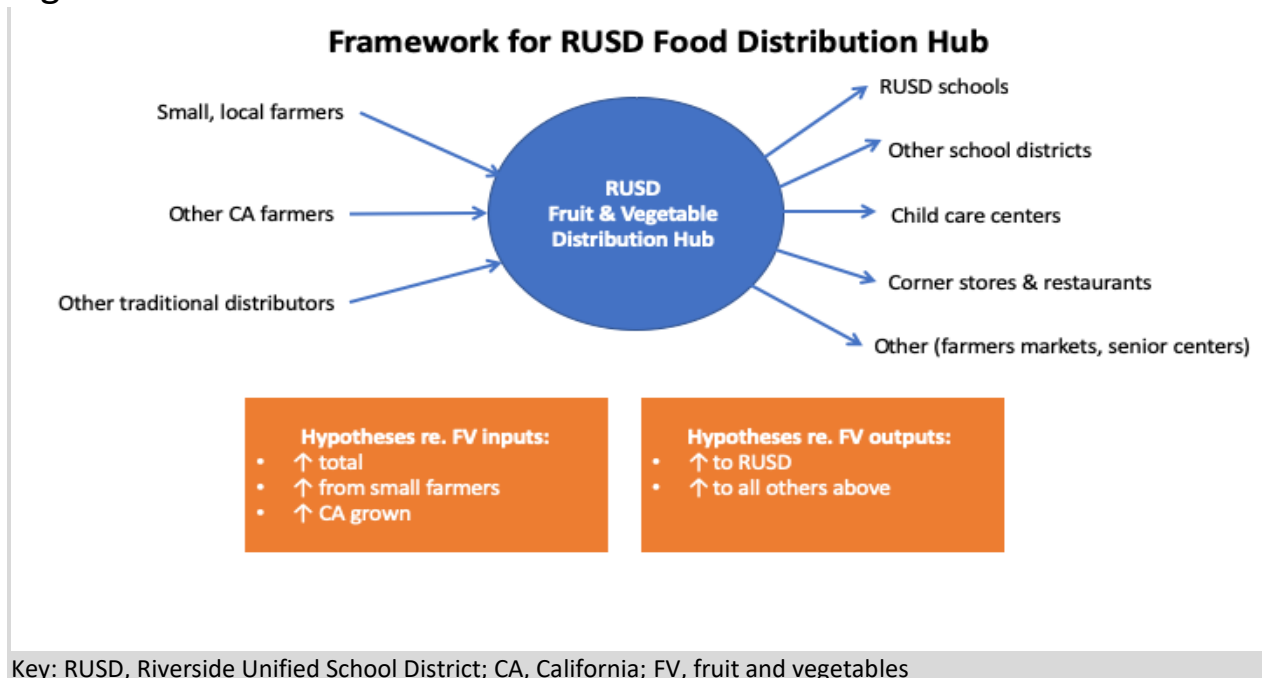 Framework for RUSD Food Distribution Hub
Small, local farmers
Other CA farmers
Other traditional distributors
RUSD
Fruit & Vegetable
Distribution Hub
RUSD schools
Other school districts
Child care centers
Corner stores & restaurants
Other (farmers markets, senior centers)
Hypotheses re. FV inputs:
• ↑ total
• ↑ from small farmers
• ↑ CA grown
Hypotheses re. FV outputs:
• ↑ to RUSD
• ↑ to all others above
Key: RUSD, Riverside Unified School District; CA, California; FV, fruit and vegetables